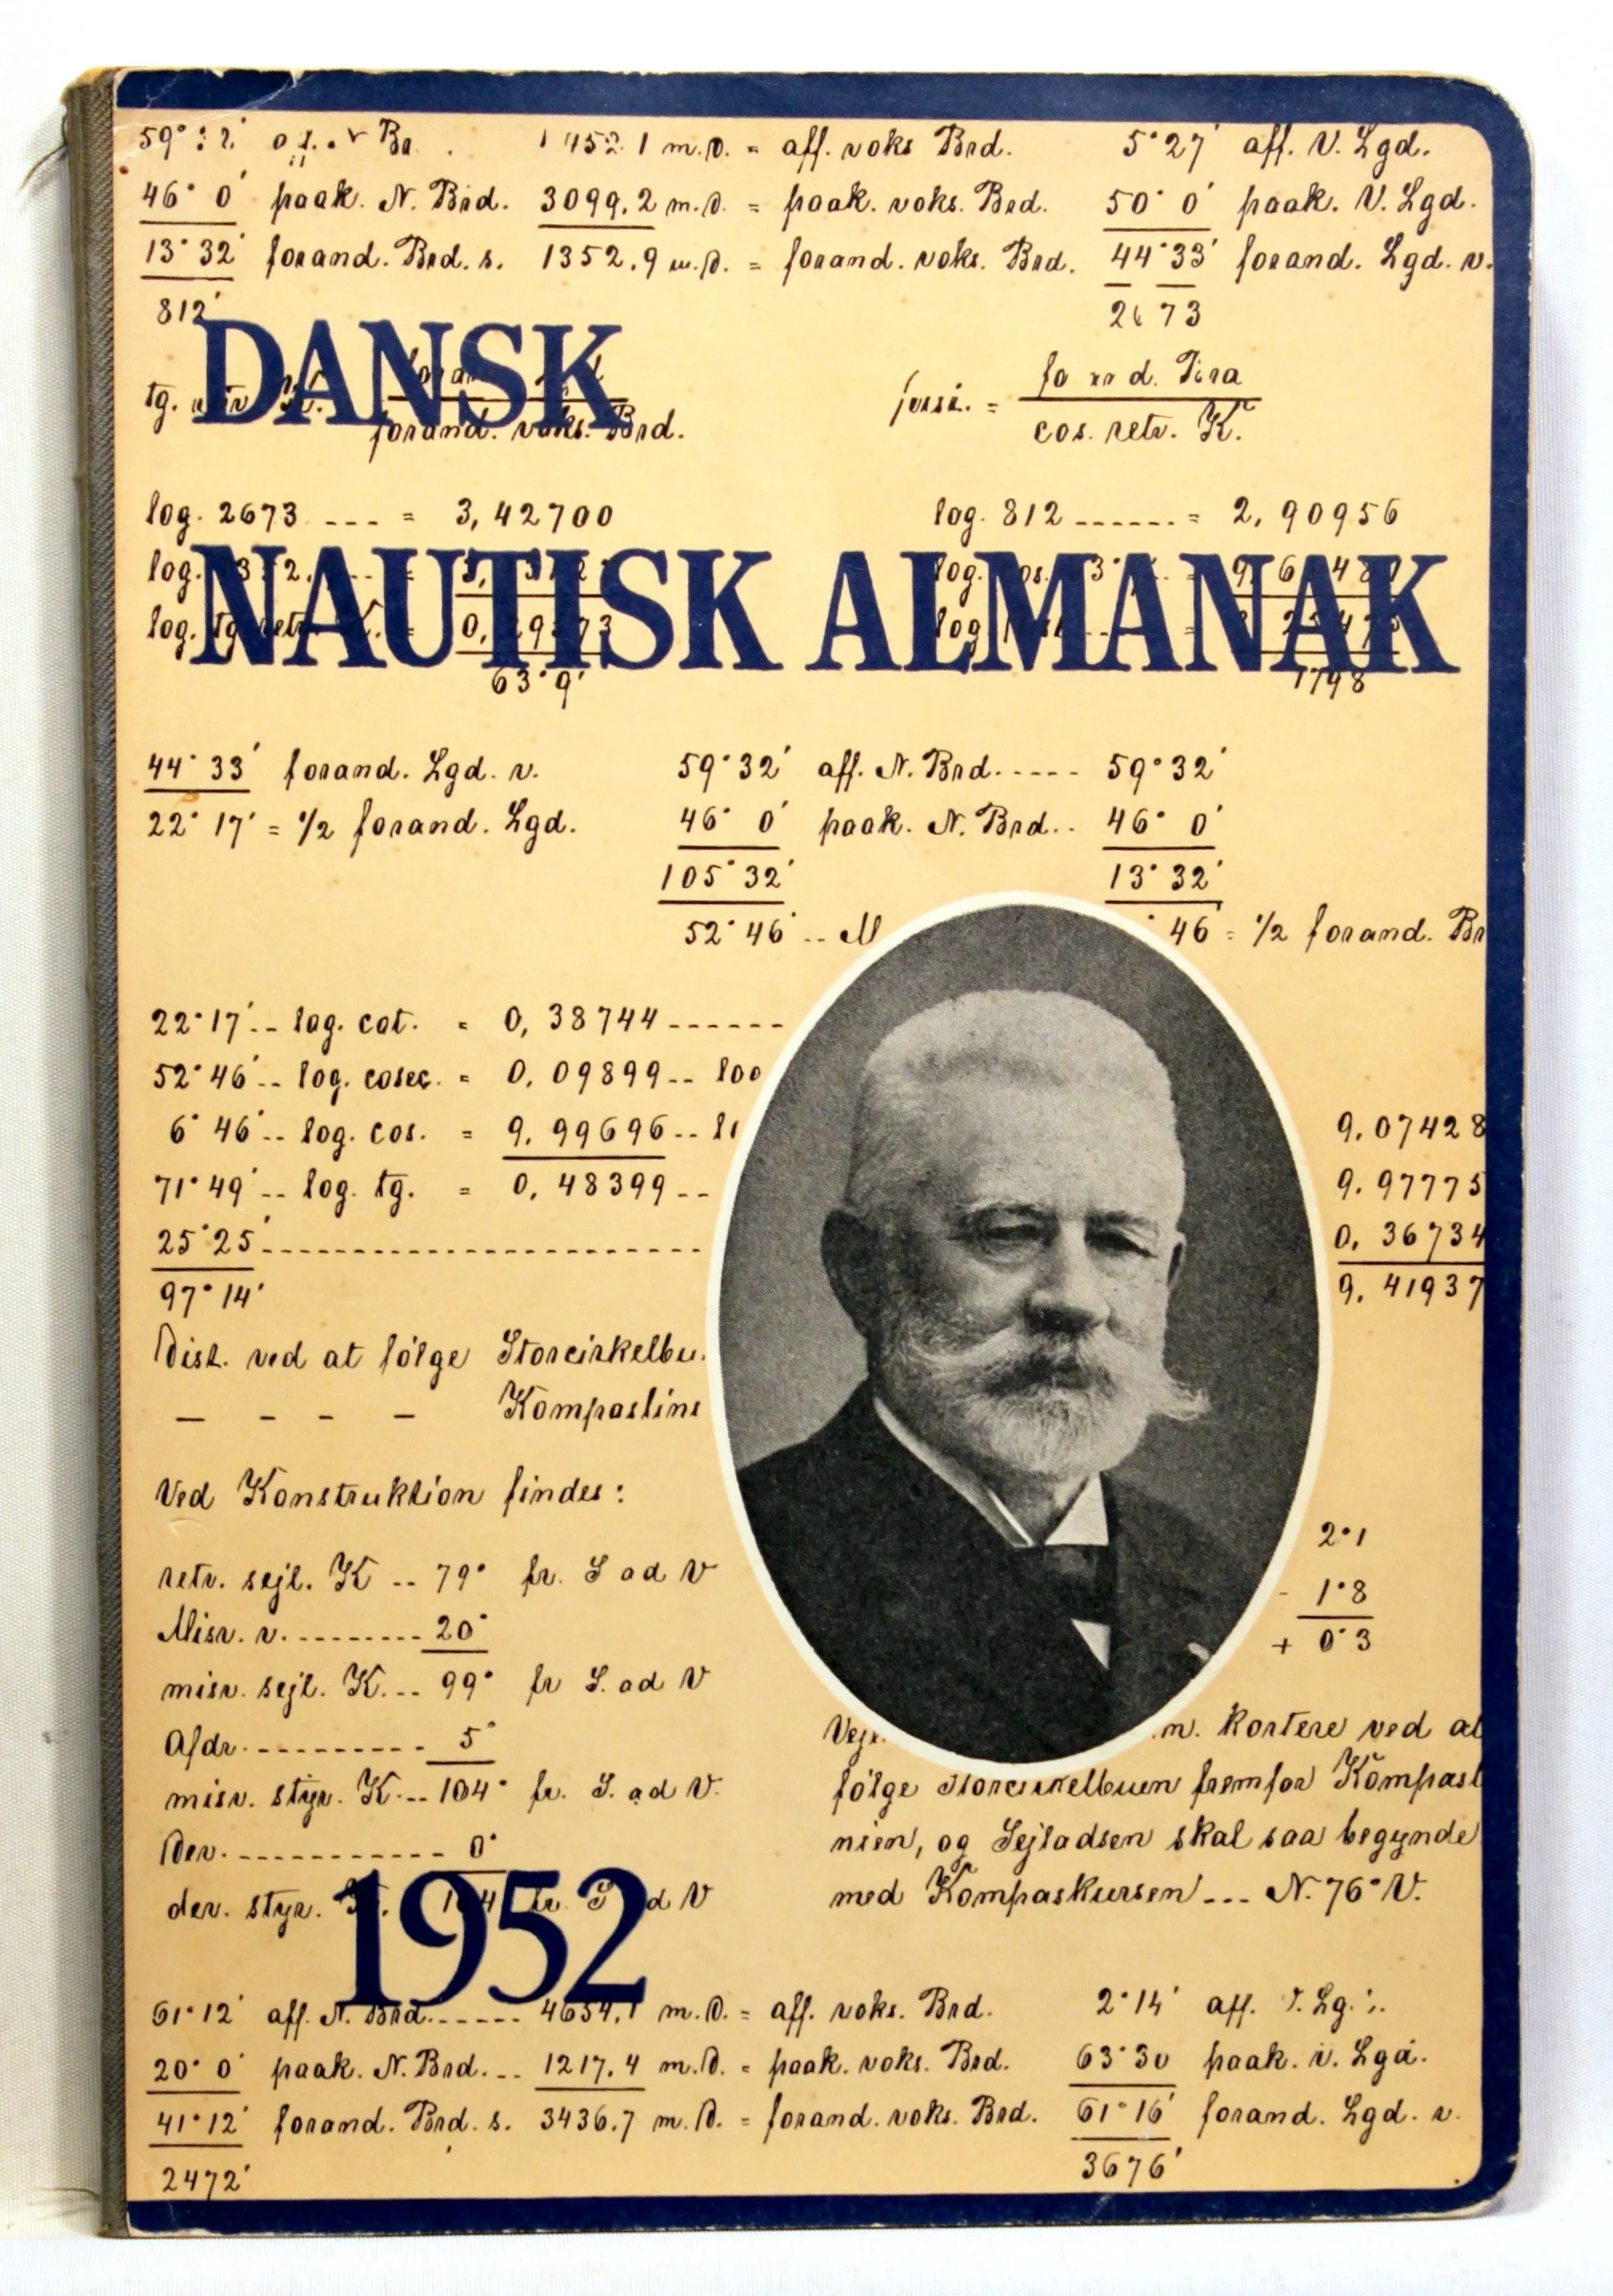 59° 32' Br.    1452.1 m.D. = aff. voks Brd.    5° 27' aff. V. Lgd.
46° 0' paak. N. Brd.    3099,2 m.D. = paak. voks. Brd.    50° 0' paak. V. Lgd.
13° 32' forand. Brd. s.    1352,9 m.D. = forand. voks. Brd.    44° 33' forand. Lgd. v.
812'    2673
DANSK
tg.    forand. voks. Brd.    = cos. retv. K.
log. 2673 --- = 3,42700    log. 812 ------ = 2,90956
NAUTISK ALMANAK
63° 9'    1798
44° 33' forand. Lgd. v.    59° 32' aff. N. Brd. ---- 59° 32'
22° 17' = 1/2 forand. Lgd.    46° 0' paak. N. Brd. .. 46° 0'
105° 32'    13° 32'
52° 46' .. M    46' = 1/2 forand. Br
22° 17' -- log. cot. = 0,38744 ------
52° 46' -- log. cosec. = 0,09899 --
6° 46' -- log. cos. = 9,99696 --    9,07428
71° 49' -- log. tg. = 0,48399 --    9,97775
25° 25' ----------------------    0,36734
97° 14'    9,41937
Dist. ved at følge Storcirkelbu
Kompaslini
Ved Konstruktion findes:
2°1
retv. sejl. K -- 79° fr. S ad V    - 1°8
Misv. v. -------- 20°    + 0°3
misv. sejl. K. -- 99° fr S. ad V
Afdr. --------- 5°    m. kortere ved at
misv. styr. K. -- 104° fr. S. ad V.    følge Storcirkelbuen fremfor Kompasl
Dev. ----------- 0°    nien, og Sejladsen skal saa begynde
dev. styr.    d V    med Kompaskursen --- N. 76° V.
1952
61° 12' aff. N. Brd. ------ 4654,1 m.D. = aff. voks. Brd.    2° 14' aff.
20° 0' paak. N. Brd. -- 1217,4 m.D. = paak. voks. Brd.    63° 30 paak. v. Lgd.
41° 12' forand. Brd. s. 3436,7 m.D. = forand. voks. Brd.    61° 16' forand. Lgd. v.
2472'    3676'